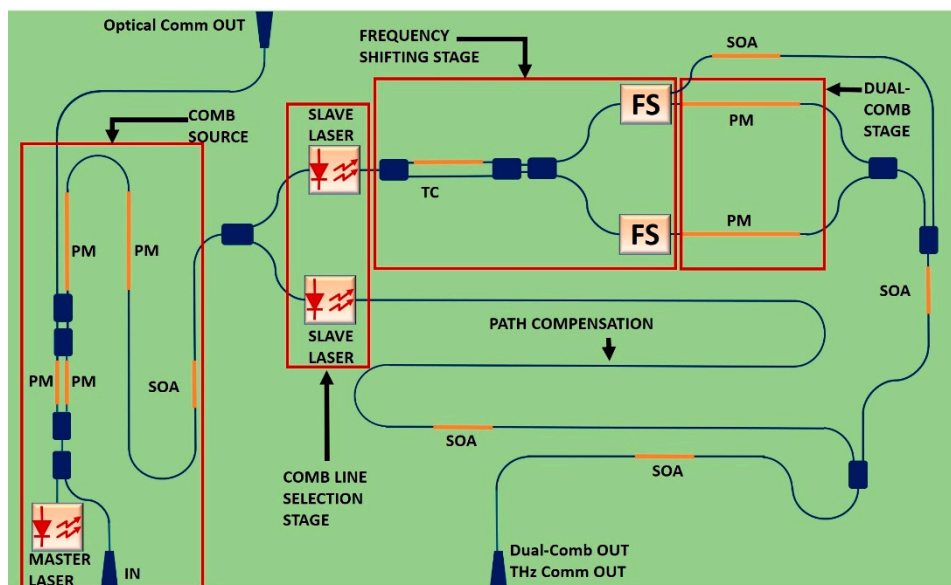 Optical Comm OUT
FREQUENCY
SHIFTING STAGE
SOA
COMB
SOURCE
SLAVE
LASER
FS
DUAL-
COMB
STAGE
PM
TC
PM
PM
PM
FS
SOA
SLAVE
LASER
PATH COMPENSATION
PM
PM
SOA
SOA
COMB LINE
SELECTION
STAGE
SOA
MASTER
LASER
IN
Dual-Comb OUT
THz Comm OUT